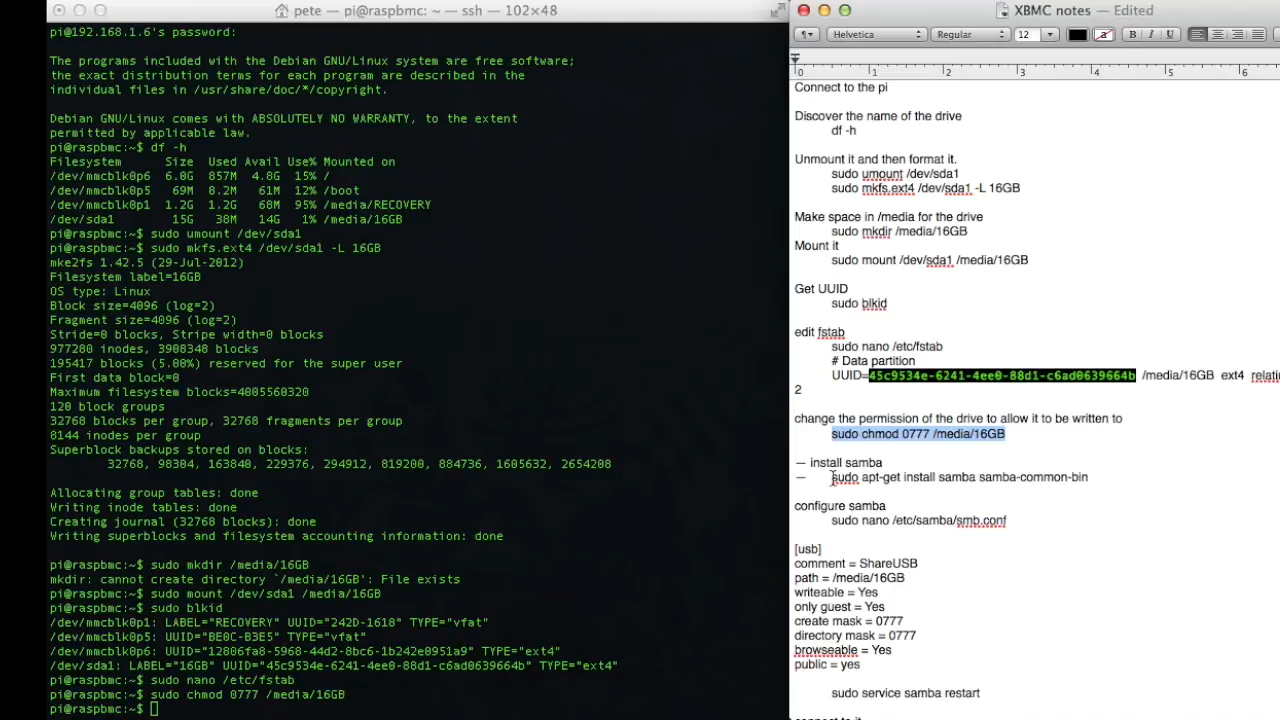 pete — pi@raspbmc: ~ — ssh — 102×48
pi@192.168.1.6's password:
The programs included with the Debian GNU/Linux system are free software;
the exact distribution terms for each program are described in the
individual files in /usr/share/doc/*/copyright.
Debian GNU/Linux comes with ABSOLUTELY NO WARRANTY, to the extent
permitted by applicable law.
pi@raspbmc:~$ df -h
Filesystem Size Used Avail Use% Mounted on
/dev/mmcblk0p6 6.0G 857M 4.8G 15% /
/dev/mmcblk0p5 69M 8.2M 61M 12% /boot
/dev/mmcblk0p1 1.2G 1.2G 68M 95% /media/RECOVERY
/dev/sda1 15G 38M 14G 1% /media/16GB
pi@raspbmc:~$ sudo umount /dev/sda1
pi@raspbmc:~$ sudo mkfs.ext4 /dev/sda1 -L 16GB
mke2fs 1.42.5 (29-Jul-2012)
Filesystem label=16GB
OS type: Linux
Block size=4096 (log=2)
Fragment size=4096 (log=2)
Stride=0 blocks, Stripe width=0 blocks
977280 inodes, 3908348 blocks
195417 blocks (5.00%) reserved for the super user
First data block=0
Maximum filesystem blocks=4005560320
120 block groups
32768 blocks per group, 32768 fragments per group
8144 inodes per group
Superblock backups stored on blocks:
32768, 98304, 163840, 229376, 294912, 819200, 884736, 1605632, 2654208
Allocating group tables: done
Writing inode tables: done
Creating journal (32768 blocks): done
Writing superblocks and filesystem accounting information: done
pi@raspbmc:~$ sudo mkdir /media/16GB
mkdir: cannot create directory `/media/16GB': File exists
pi@raspbmc:~$ sudo mount /dev/sda1 /media/16GB
pi@raspbmc:~$ sudo blkid
/dev/mmcblk0p1: LABEL="RECOVERY" UUID="242D-1618" TYPE="vfat"
/dev/mmcblk0p5: UUID="BE0C-B3E5" TYPE="vfat"
/dev/mmcblk0p6: UUID="12806fa8-5968-44d2-8bc6-1b242e0951a9" TYPE="ext4"
/dev/sda1: LABEL="16GB" UUID="45c9534e-6241-4ee0-88d1-c6ad0639664b" TYPE="ext4"
pi@raspbmc:~$ sudo nano /etc/fstab
pi@raspbmc:~$ sudo chmod 0777 /media/16GB
pi@raspbmc:~$
XBMC notes — Edited
Helvetica Regular 12 a B I U
0 1 2 3 4 5 6
Connect to the pi
Discover the name of the drive
df -h
Unmount it and then format it.
sudo umount /dev/sda1
sudo mkfs.ext4 /dev/sda1 -L 16GB
Make space in /media for the drive
sudo mkdir /media/16GB
Mount it
sudo mount /dev/sda1 /media/16GB
Get UUID
sudo blkid
edit fstab
sudo nano /etc/fstab
# Data partition
UUID=45c9534e-6241-4ee0-88d1-c6ad0639664b /media/16GB ext4
2
change the permission of the drive to allow it to be written to
sudo chmod 0777 /media/16GB
— install samba
— sudo apt-get install samba samba-common-bin
configure samba
sudo nano /etc/samba/smb.conf
[usb]
comment = ShareUSB
path = /media/16GB
writeable = Yes
only guest = Yes
create mask = 0777
directory mask = 0777
browseable = Yes
public = yes
sudo service samba restart